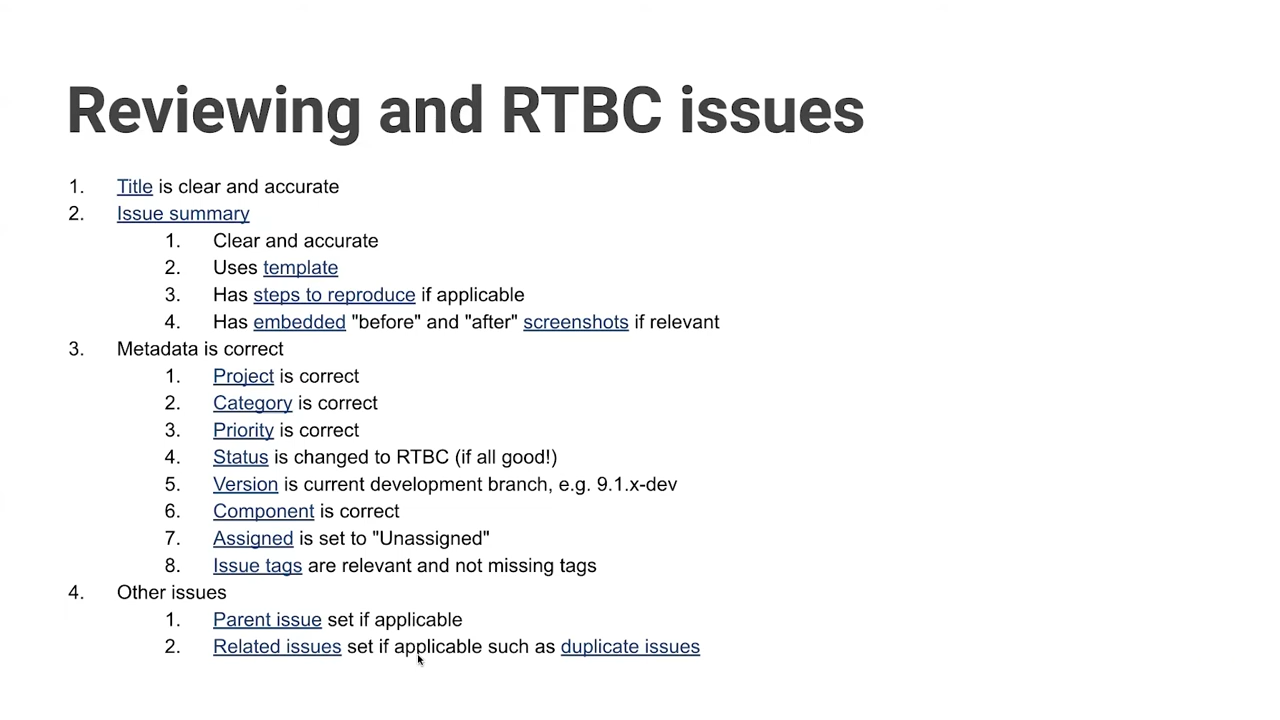 Reviewing and RTBC issues
1. Title is clear and accurate
2. Issue summary
1. Clear and accurate
2. Uses template
3. Has steps to reproduce if applicable
4. Has embedded "before" and "after" screenshots if relevant
3. Metadata is correct
1. Project is correct
2. Category is correct
3. Priority is correct
4. Status is changed to RTBC (if all good!)
5. Version is current development branch, e.g. 9.1.x-dev
6. Component is correct
7. Assigned is set to "Unassigned"
8. Issue tags are relevant and not missing tags
4. Other issues
1. Parent issue set if applicable
2. Related issues set if applicable such as duplicate issues